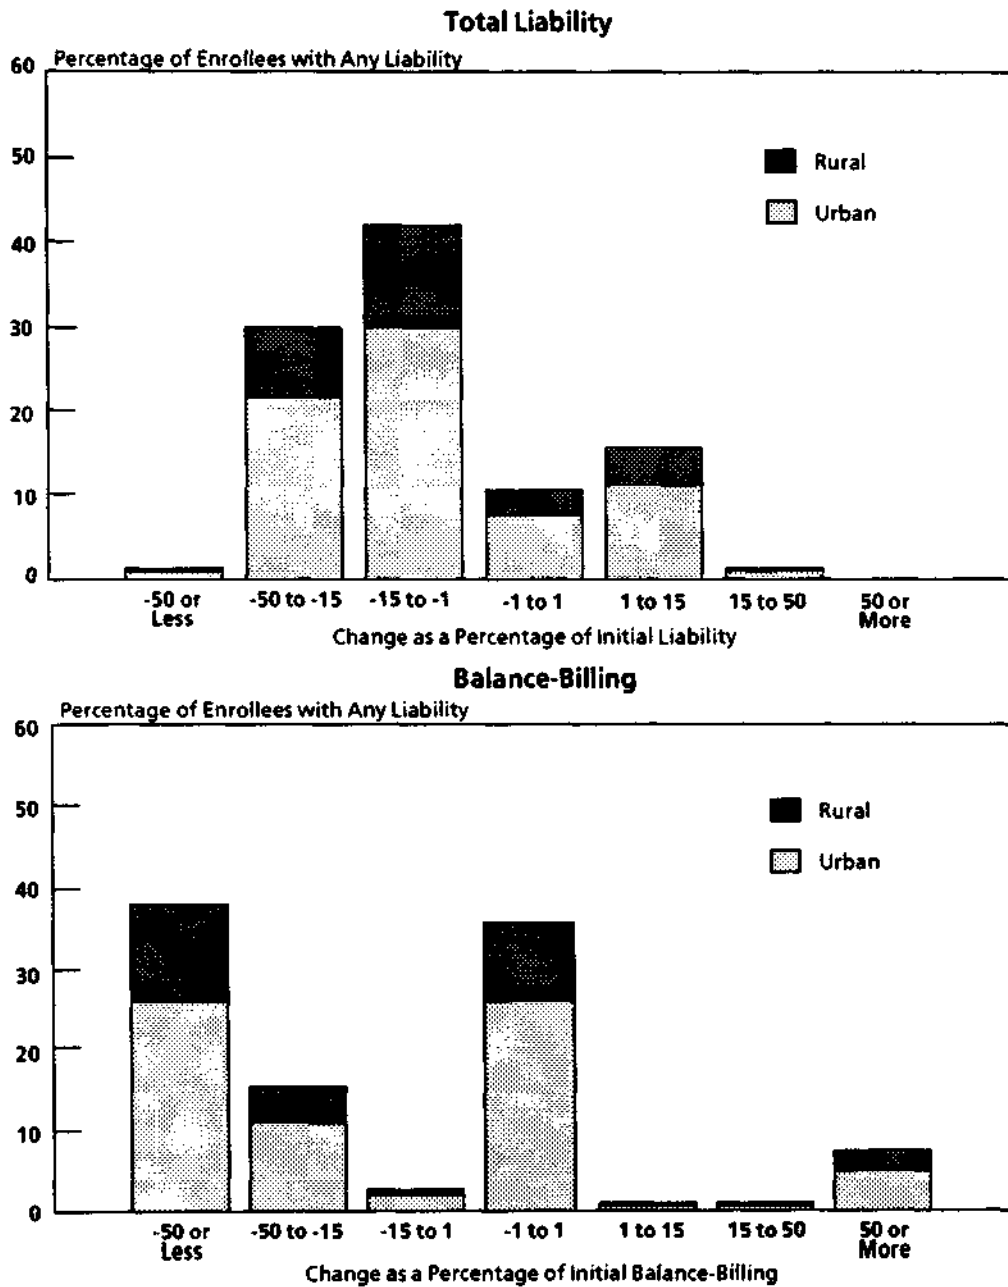 Total Liability
Percentage of Enrollees with Any Liability
60
50
40
30
20
10
0
Rural
Urban
-50 or Less
-50 to -15
-15 to -1
-1 to 1
1 to 15
15 to 50
50 or More
Change as a Percentage of Initial Liability
Balance-Billing
Percentage of Enrollees with Any Liability
60
50
40
30
20
10
0
Rural
Urban
-50 or Less
-50 to -15
-15 to 1
-1 to 1
1 to 15
15 to 50
50 or More
Change as a Percentage of Initial Balance-Billing